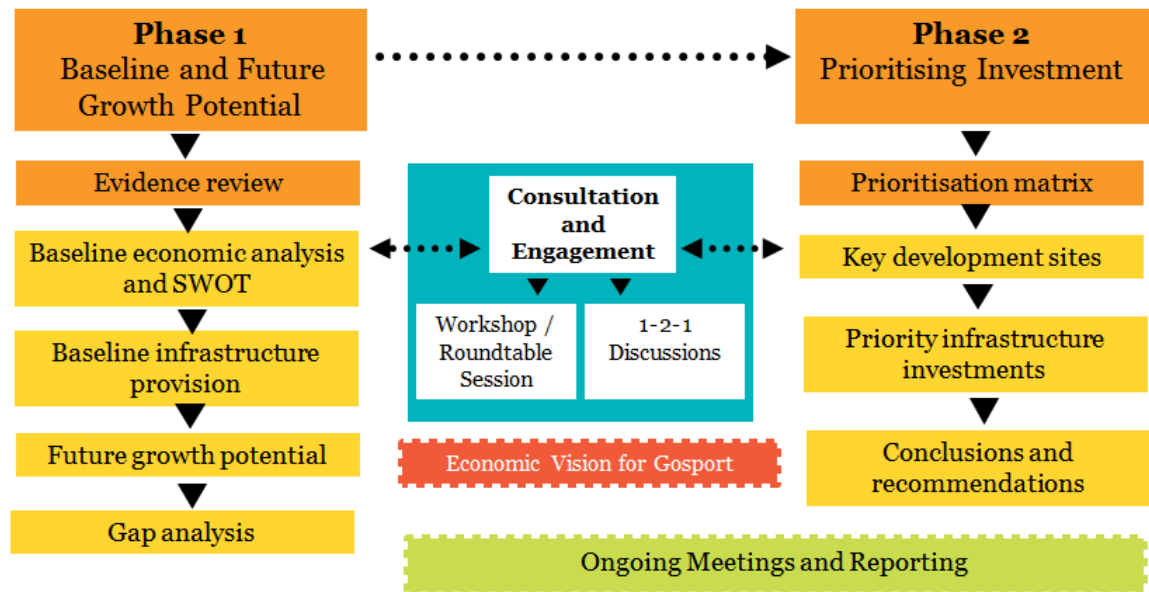 Phase 1
Baseline and Future
Growth Potential
Evidence review
Baseline economic analysis
and SWOT
Baseline infrastructure
provision
Future growth potential
Gap analysis
Consultation
and
Engagement
Workshop /
Roundtable
Session
1-2-1
Discussions
Economic Vision for Gosport
Ongoing Meetings and Reporting
Phase 2
Prioritising Investment
Prioritisation matrix
Key development sites
Priority infrastructure
investments
Conclusions and
recommendations